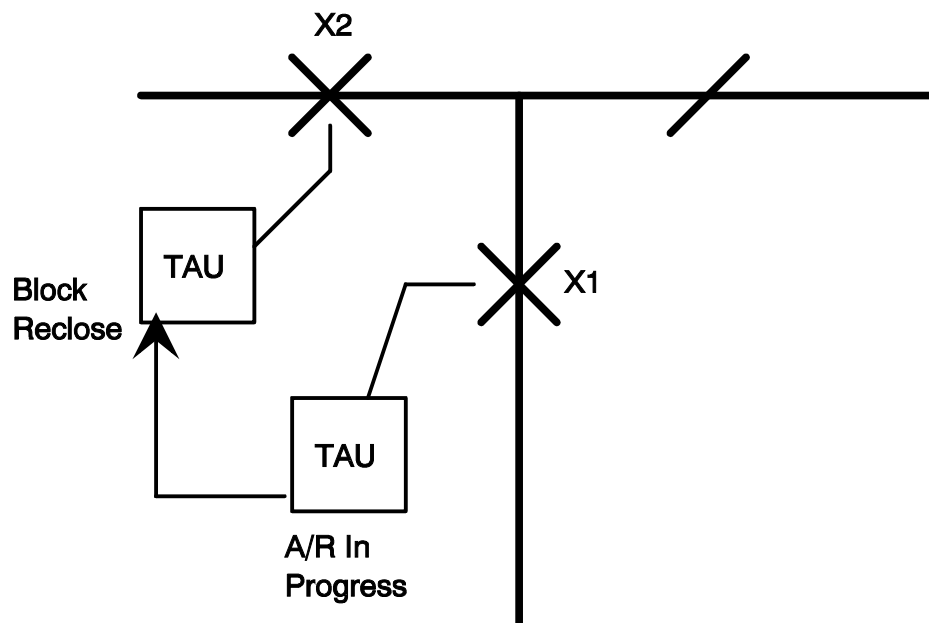 X2
TAU
Block
Reclose
X1
TAU
A/R In
Progress